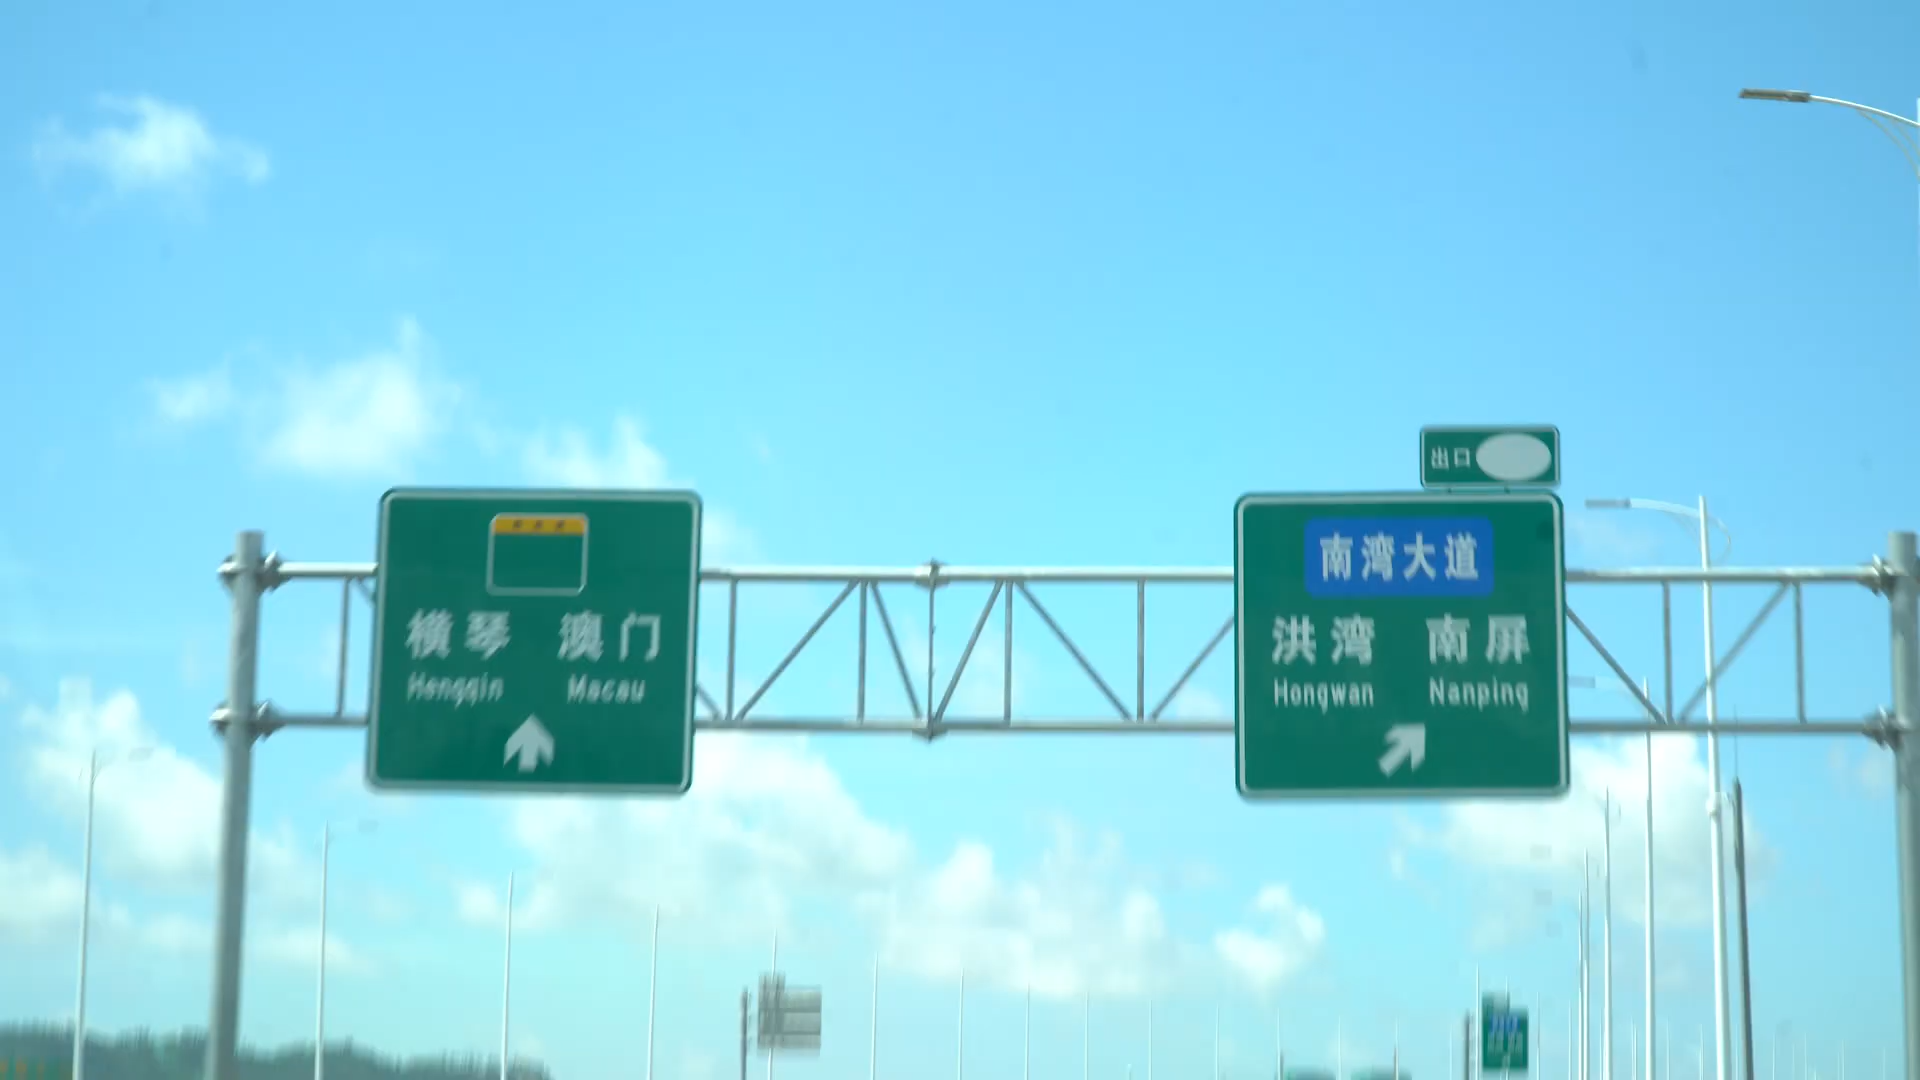 横琴 澳门
Hengqin Macau
出口
南湾大道
洪湾 南屏
Hongwan Nanping